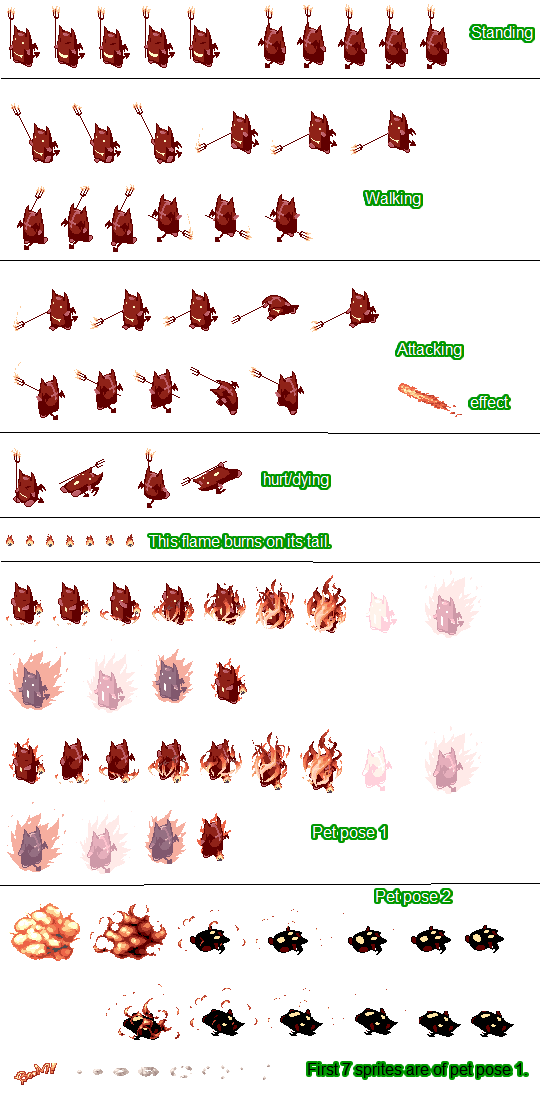 Standing
Walking
Attacking
effect
hurt/dying
This flame burns on its tail.
Pet pose 1
Pet pose 2
First 7 sprites are of pet pose 1.